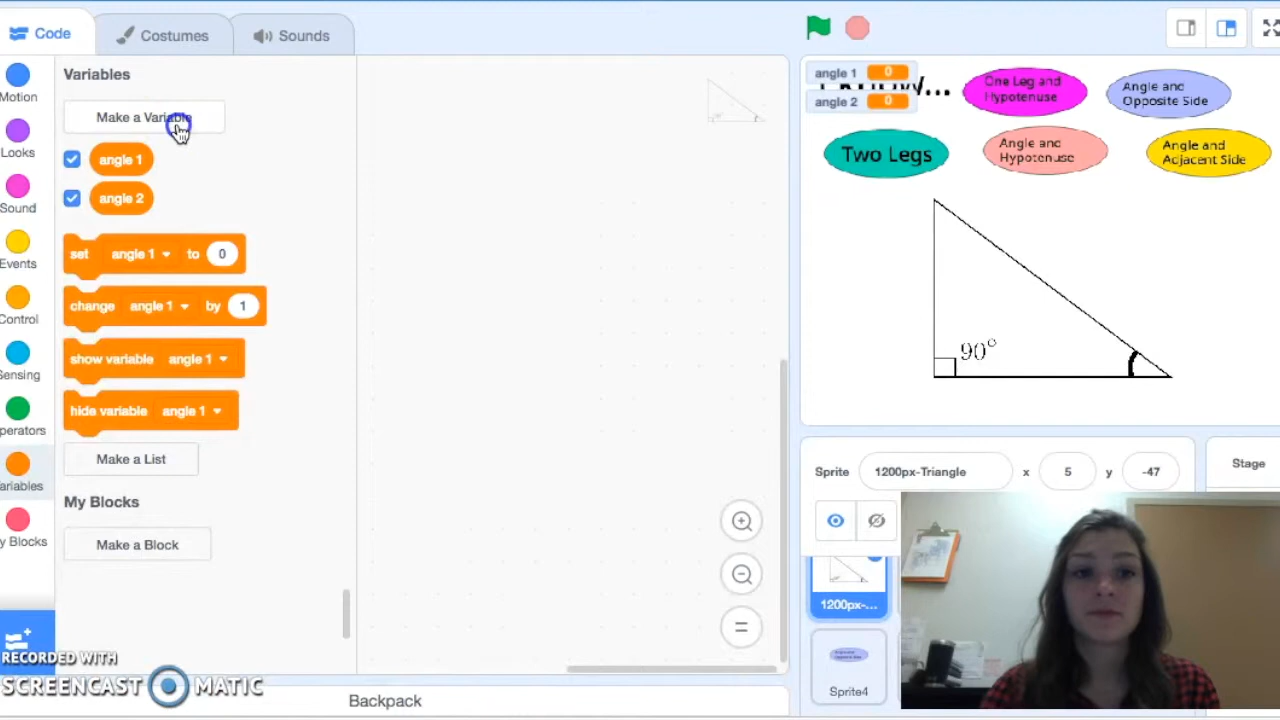 Code
Costumes
Sounds
Motion
Looks
Sound
Events
Control
Sensing
perators
ariables
y Blocks
Variables
Make a Variable
angle 1
angle 2
set angle 1 to 0
change angle 1 by 1
show variable angle 1
hide variable angle 1
Make a List
My Blocks
Make a Block
Backpack
angle 1 0
angle 2 0
One Leg and
Hypotenuse
Angle and
Opposite Side
Two Legs
Angle and
Hypotenuse
Angle and
Adjacent Side
90°
Sprite 1200px-Triangle x 5 y -47
Stage
1200px-...
Sprite4
RECORDED WITH
SCREENCAST MATIC